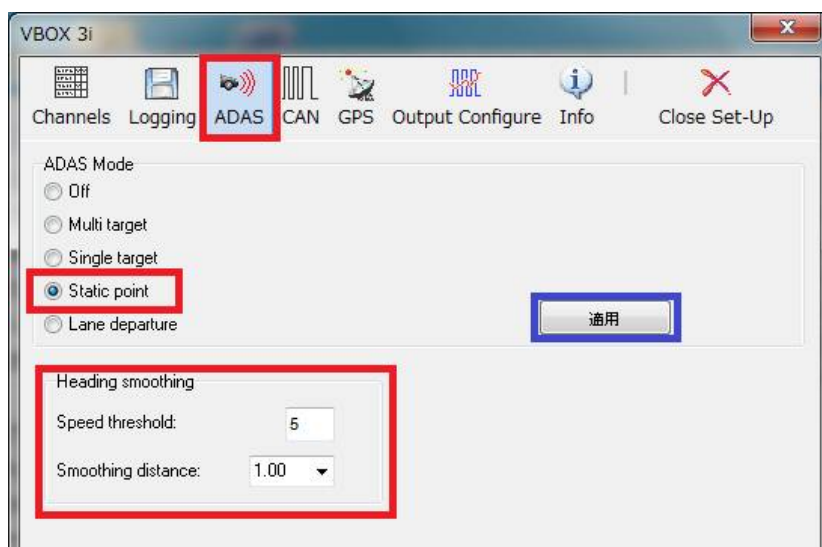 VBOX 3i
Channels Logging ADAS CAN GPS Output Configure Info Close Set-Up
ADAS Mode
Off
Multi target
Single target
Static point
Lane departure
適用
Heading smoothing
Speed threshold: 5
Smoothing distance: 1.00